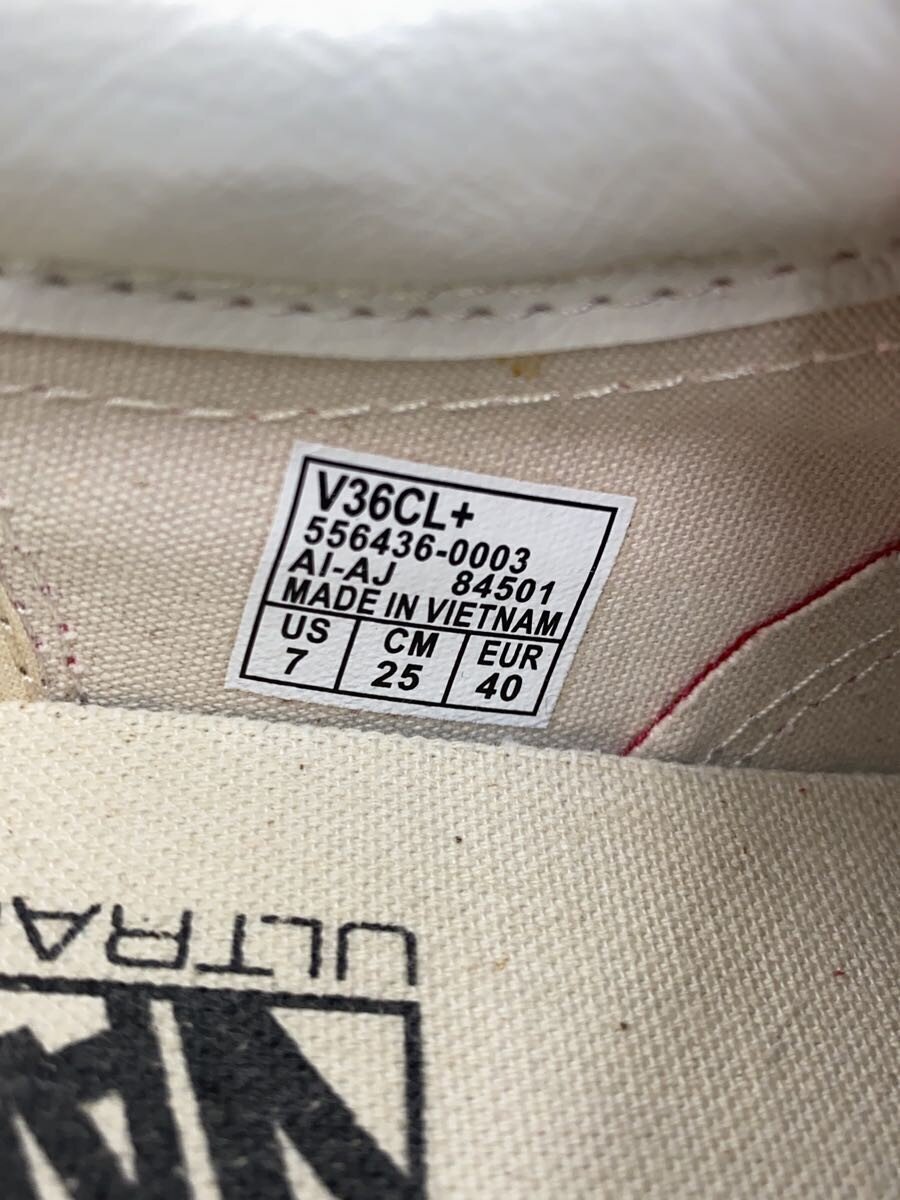 V36CL+
556436-0003
AI-AJ 84501
MADE IN VIETNAM
US CM EUR
7 25 40
ULTRA